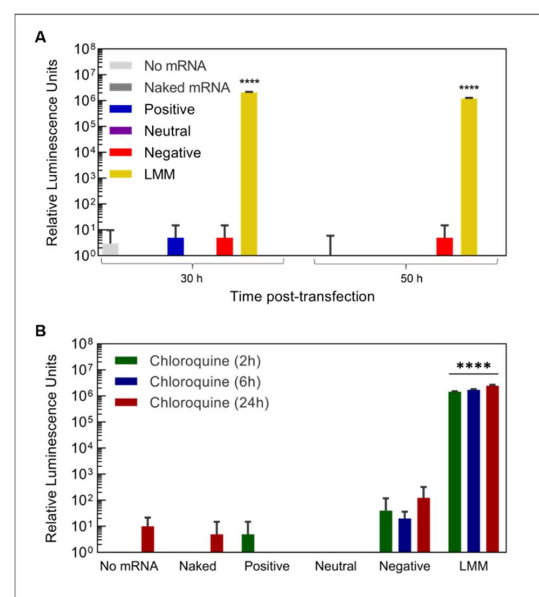 A
Relative Luminescence Units
10⁸
10⁷
10⁶
10⁵
10⁴
10³
10²
10¹
10⁰
No mRNA
Naked mRNA
Positive
Neutral
Negative
LMM
****
****
30 h
50 h
Time post-transfection
B
Relative Luminescence Units
10⁸
10⁷
10⁶
10⁵
10⁴
10³
10²
10¹
10⁰
Chloroquine (2h)
Chloroquine (6h)
Chloroquine (24h)
****
No mRNA Naked Positive Neutral Negative LMM